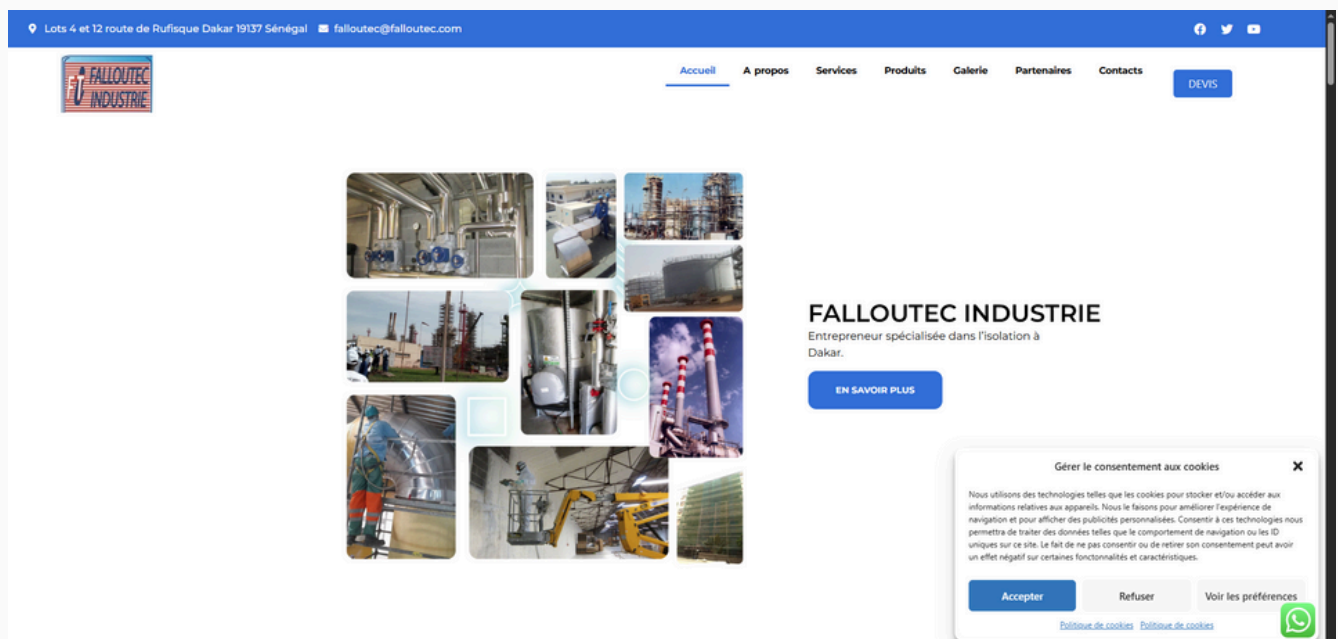 Lots 4 et 12 route de Rufisque Dakar 19137 Sénégal falloutec@falloutec.com
FT FALLOUTEC
INDUSTRIE
Accueil A propos Services Produits Galerie Partenaires Contacts DEVIS
FALLOUTEC INDUSTRIE
Entrepreneur spécialisée dans l'isolation à
Dakar.
EN SAVOIR PLUS
Gérer le consentement aux cookies
Nous utilisons des technologies telles que les cookies pour stocker et/ou accéder aux
informations relatives aux appareils. Nous le faisons pour améliorer l'expérience de
navigation et pour afficher des publicités personnalisées. Consentir à ces technologies nous
permettra de traiter des données telles que le comportement de navigation ou les ID
uniques sur ce site. Le fait de ne pas consentir ou de retirer son consentement peut avoir
un effet négatif sur certaines fonctonnalités et caractéristiques.
Accepter Refuser Voir les préférences
Politique de cookies Politique de cookies